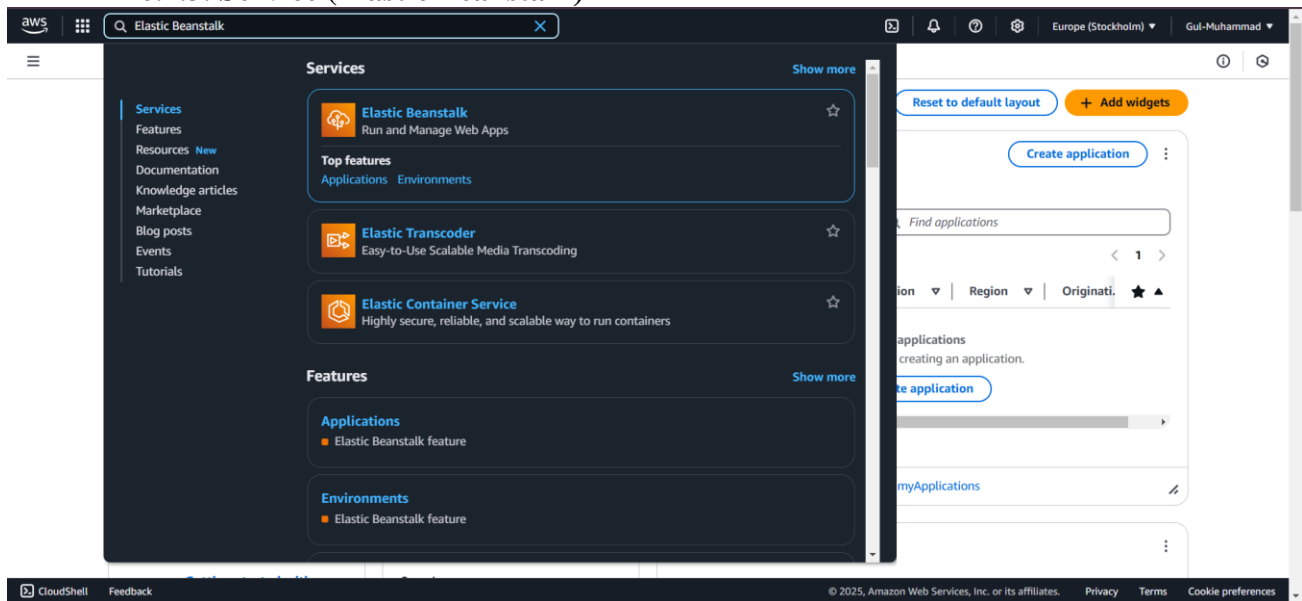 aws
Elastic Beanstalk
Europe (Stockholm)
Gul-Muhammad
Services
Show more
Services
Features
Resources New
Documentation
Knowledge articles
Marketplace
Blog posts
Events
Tutorials
Elastic Beanstalk
Run and Manage Web Apps
Top features
Applications Environments
Elastic Transcoder
Easy-to-Use Scalable Media Transcoding
Elastic Container Service
Highly secure, reliable, and scalable way to run containers
Features
Show more
Applications
Elastic Beanstalk feature
Environments
Elastic Beanstalk feature
Reset to default layout
+ Add widgets
Create application
Find applications
1
ion
Region
Originati.
applications
creating an application.
te application
myApplications
CloudShell
Feedback
© 2025, Amazon Web Services, Inc. or its affiliates.
Privacy
Terms
Cookie preferences